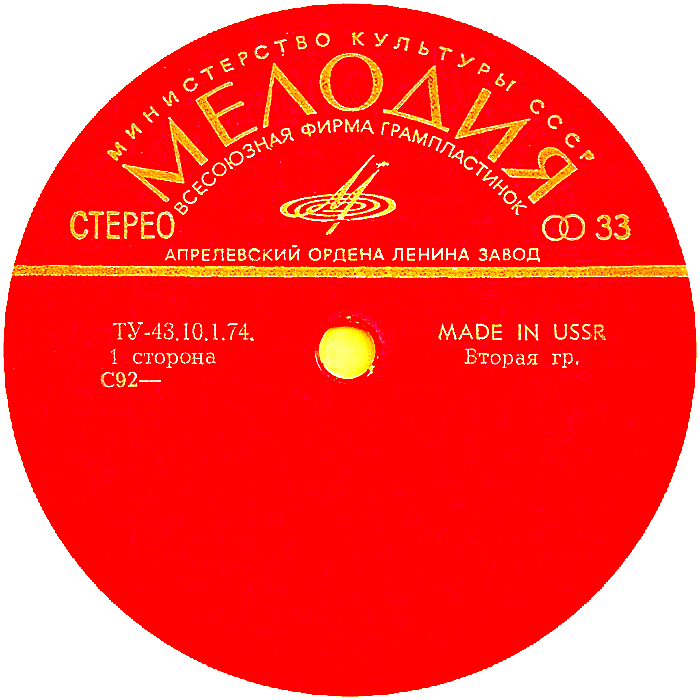 МИНИСТЕРСТВО КУЛЬТУРЫ СССР
МЕЛОДИЯ
ВСЕСОЮЗНАЯ ФИРМА ГРАМПЛАСТИНОК
СТЕРЕО
33
АПРЕЛЕВСКИЙ ОРДЕНА ЛЕНИНА ЗАВОД
ТУ-43.10.1.74.
1 сторона
С92—
MADE IN USSR
Вторая гр.